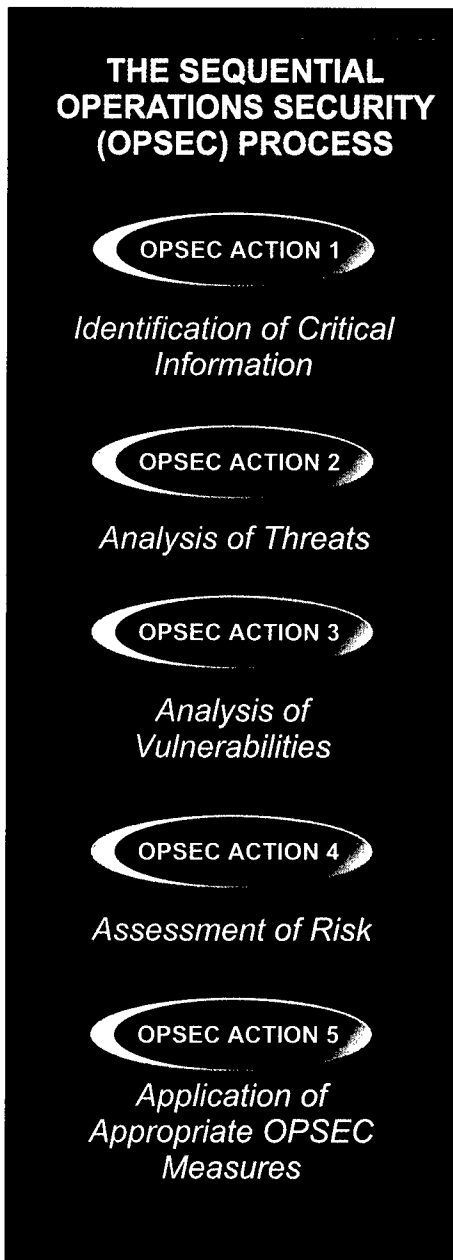 THE SEQUENTIAL
OPERATIONS SECURITY
(OPSEC) PROCESS
OPSEC ACTION 1
Identification of Critical
Information
OPSEC ACTION 2
Analysis of Threats
OPSEC ACTION 3
Analysis of
Vulnerabilities
OPSEC ACTION 4
Assessment of Risk
OPSEC ACTION 5
Application of
Appropriate OPSEC
Measures